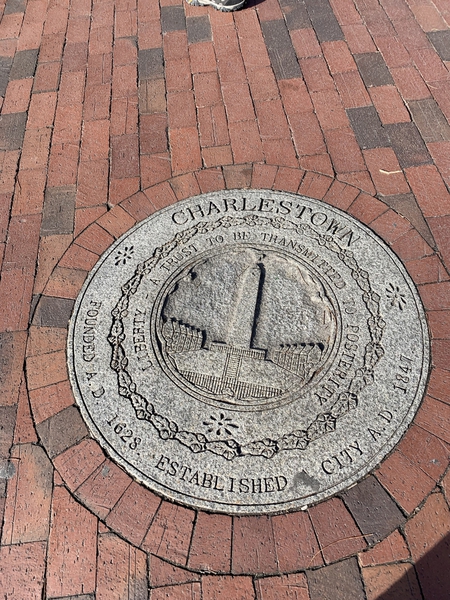 CHARLESTOWN
LIBERTY - A TRUST TO BE TRANSMITTED TO POSTERITY
FOUNDED A.D. 1628. ESTABLISHED A CITY A.D. 1847.